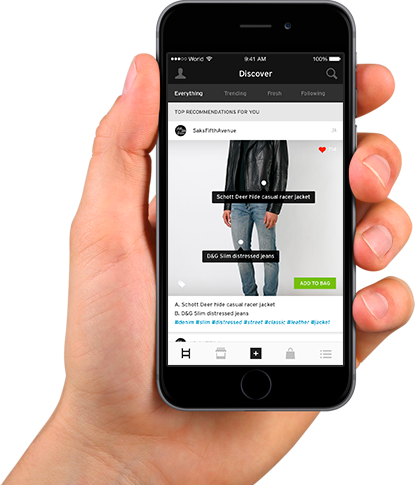 World 9:41 AM 100%
Discover
Everything Trending Fresh Following
TOP RECOMMENDATIONS FOR YOU
SaksFifthAvenue
Schott Deer hide casual racer jacket
D&G Slim distressed jeans
ADD TO BAG
A. Schott Deer hide casual racer jacket
B. D&G Slim distressed jeans
#denim #slim #distressed #street #classic #leather #jacket